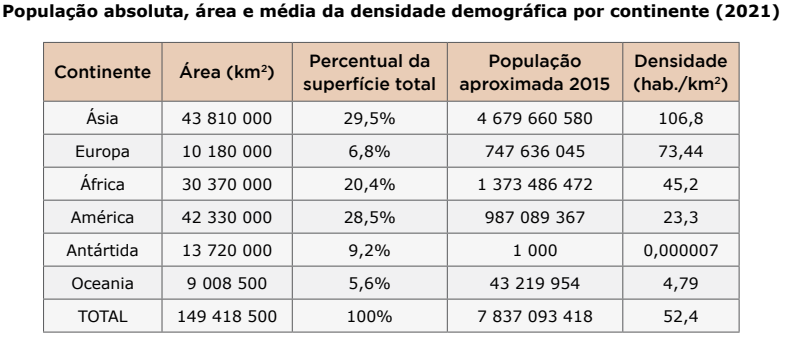 População absoluta, área e média da densidade demográfica por continente (2021)
Continente Área (km²) Percentual da superfície total População aproximada 2015 Densidade (hab./km²)
Ásia 43 810 000 29,5% 4 679 660 580 106,8
Europa 10 180 000 6,8% 747 636 045 73,44
África 30 370 000 20,4% 1 373 486 472 45,2
América 42 330 000 28,5% 987 089 367 23,3
Antártida 13 720 000 9,2% 1 000 0,000007
Oceania 9 008 500 5,6% 43 219 954 4,79
TOTAL 149 418 500 100% 7 837 093 418 52,4